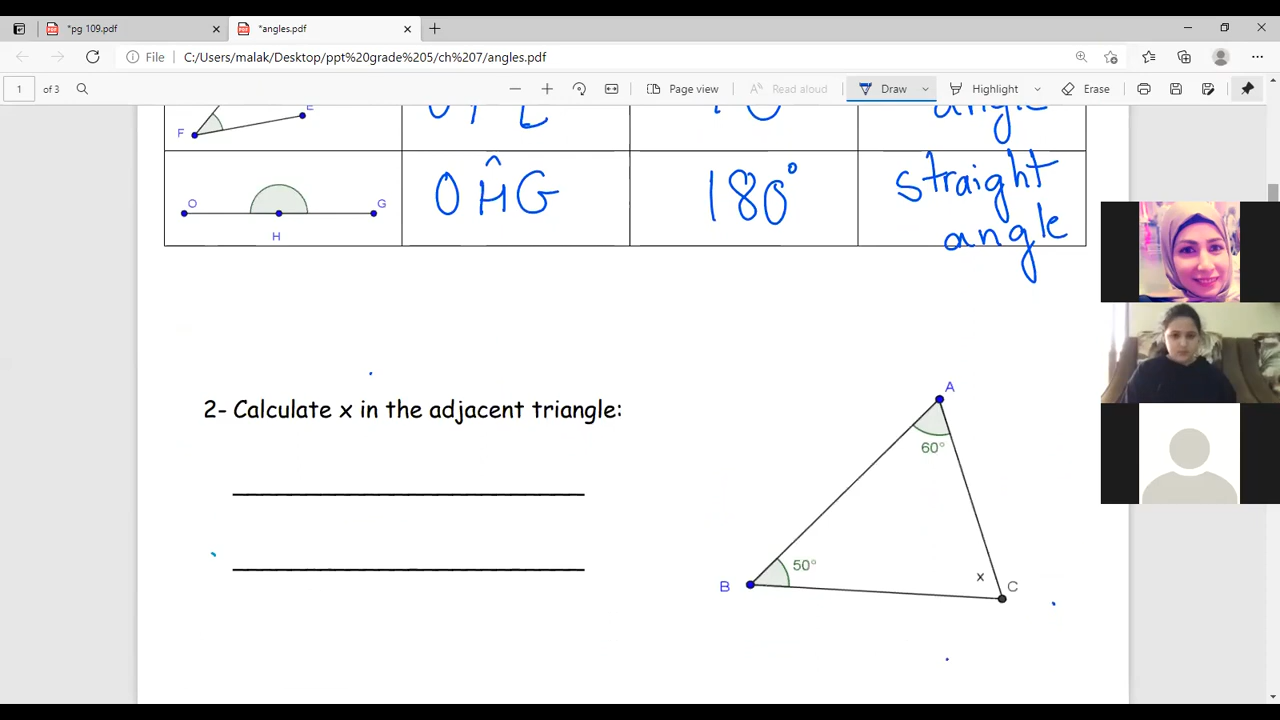 *pg 109.pdf
*angles.pdf
File C:/Users/malak/Desktop/ppt%20grade%205/ch%207/angles.pdf
1 of 3 Page view Read aloud Draw Highlight Erase
F E angle
O H G OĤG 180° straight angle
2- Calculate x in the adjacent triangle:
A
60°
50°
B x C